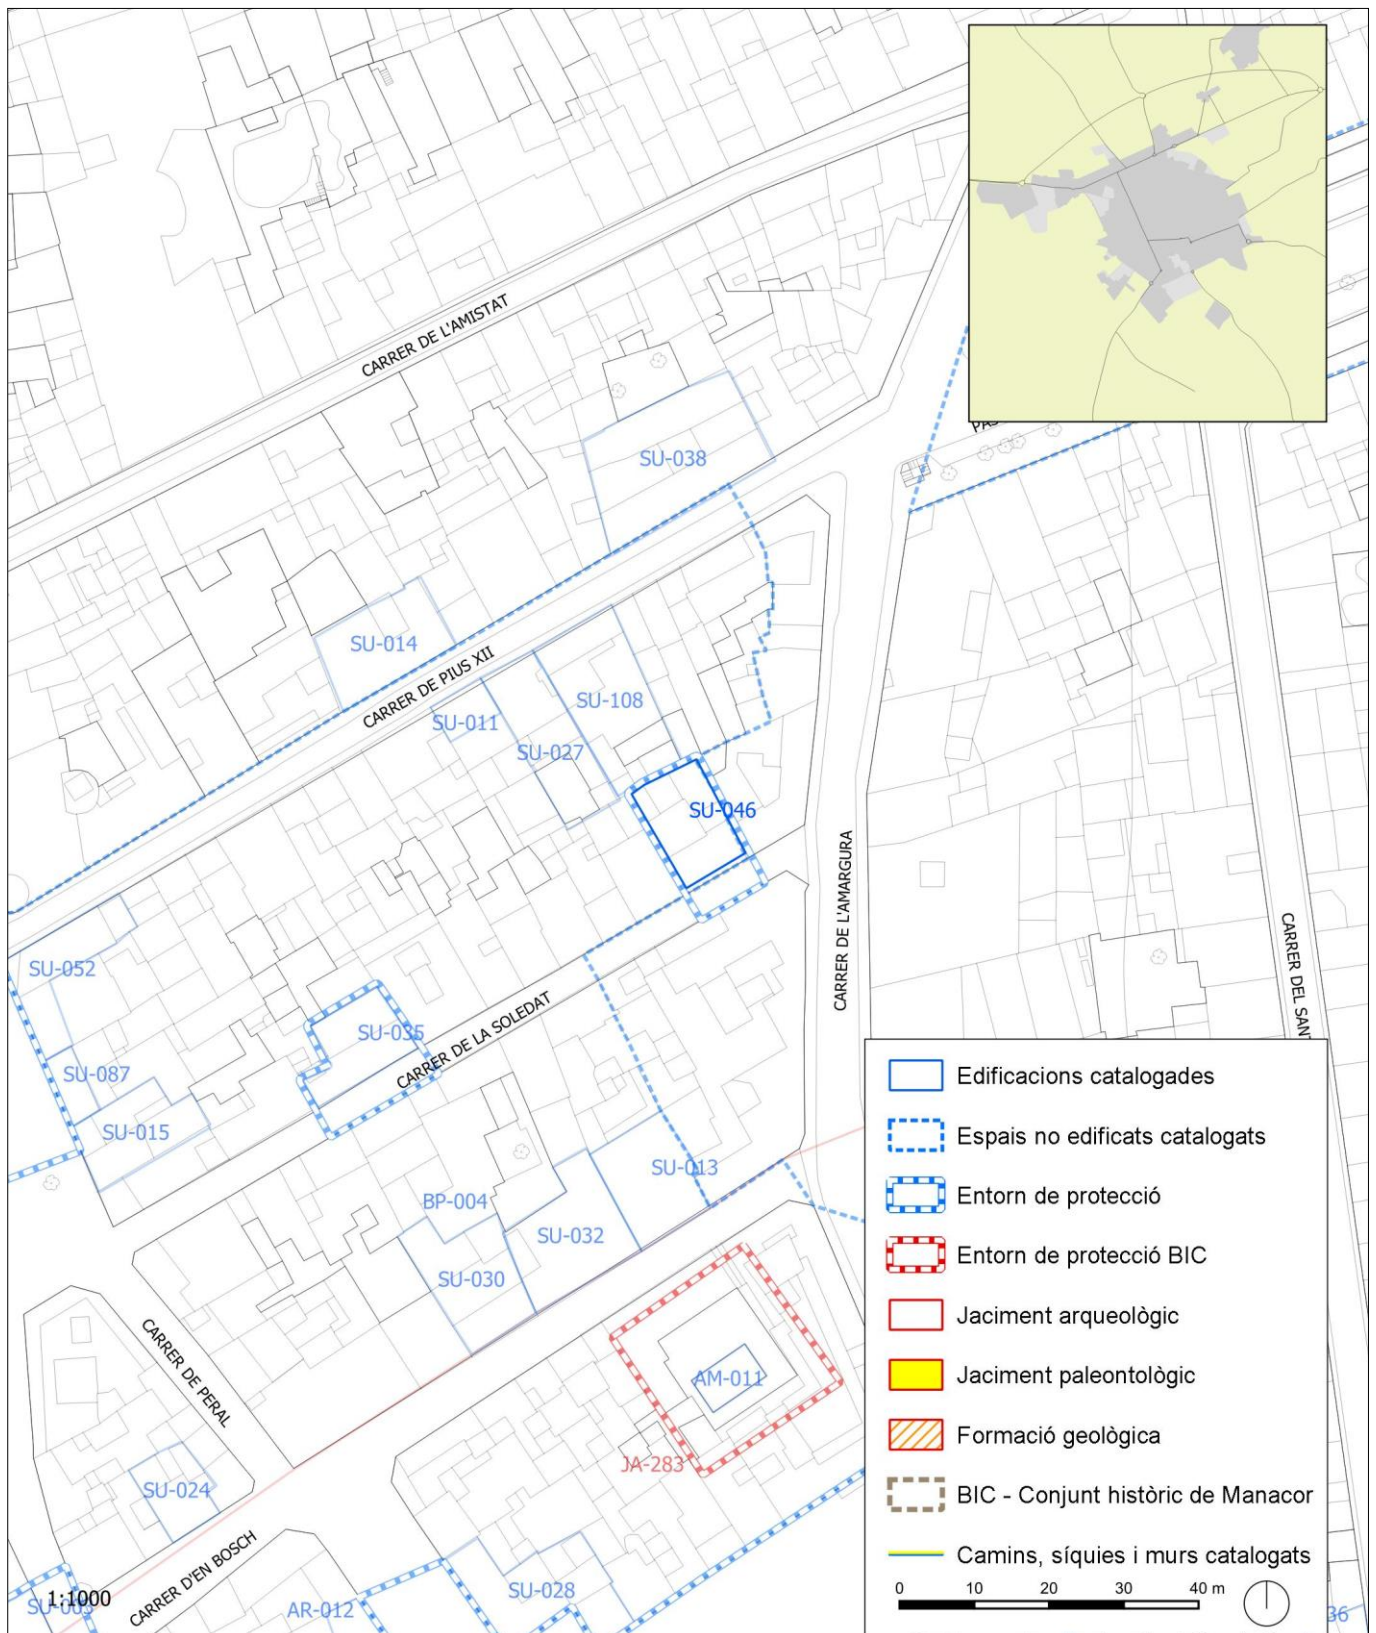 CARRER DE L'AMISTAT
PAS
SU-038
SU-014
CARRER DE PIUS XII
SU-108
SU-011
SU-027
SU-046
CARRER DE L'AMARGURA
CARRER DEL SANT
SU-052
SU-035
CARRER DE LA SOLEDAT
SU-087
SU-015
SU-013
BP-004
SU-032
SU-030
CARRER DE PERAL
AM-011
JA-283
SU-024
CARRER D'EN BOSCH
SU-028
AR-012
SU-003
1:1000
Edificacions catalogades
Espais no edificats catalogats
Entorn de protecció
Entorn de protecció BIC
Jaciment arqueològic
Jaciment paleontològic
Formació geològica
BIC - Conjunt històric de Manacor
Camins, síquies i murs catalogats
0 10 20 30 40 m
36